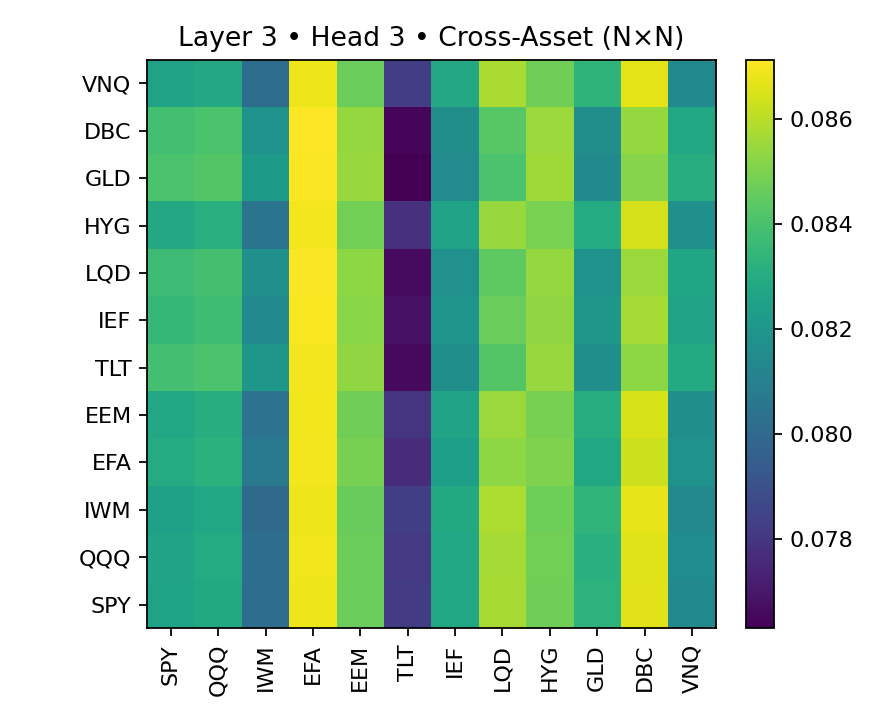 Layer 3 • Head 3 • Cross-Asset (N×N)
VNQ
DBC
GLD
HYG
LQD
IEF
TLT
EEM
EFA
IWM
QQQ
SPY
SPY
QQQ
IWM
EFA
EEM
TLT
IEF
LQD
HYG
GLD
DBC
VNQ
0.086
0.084
0.082
0.080
0.078